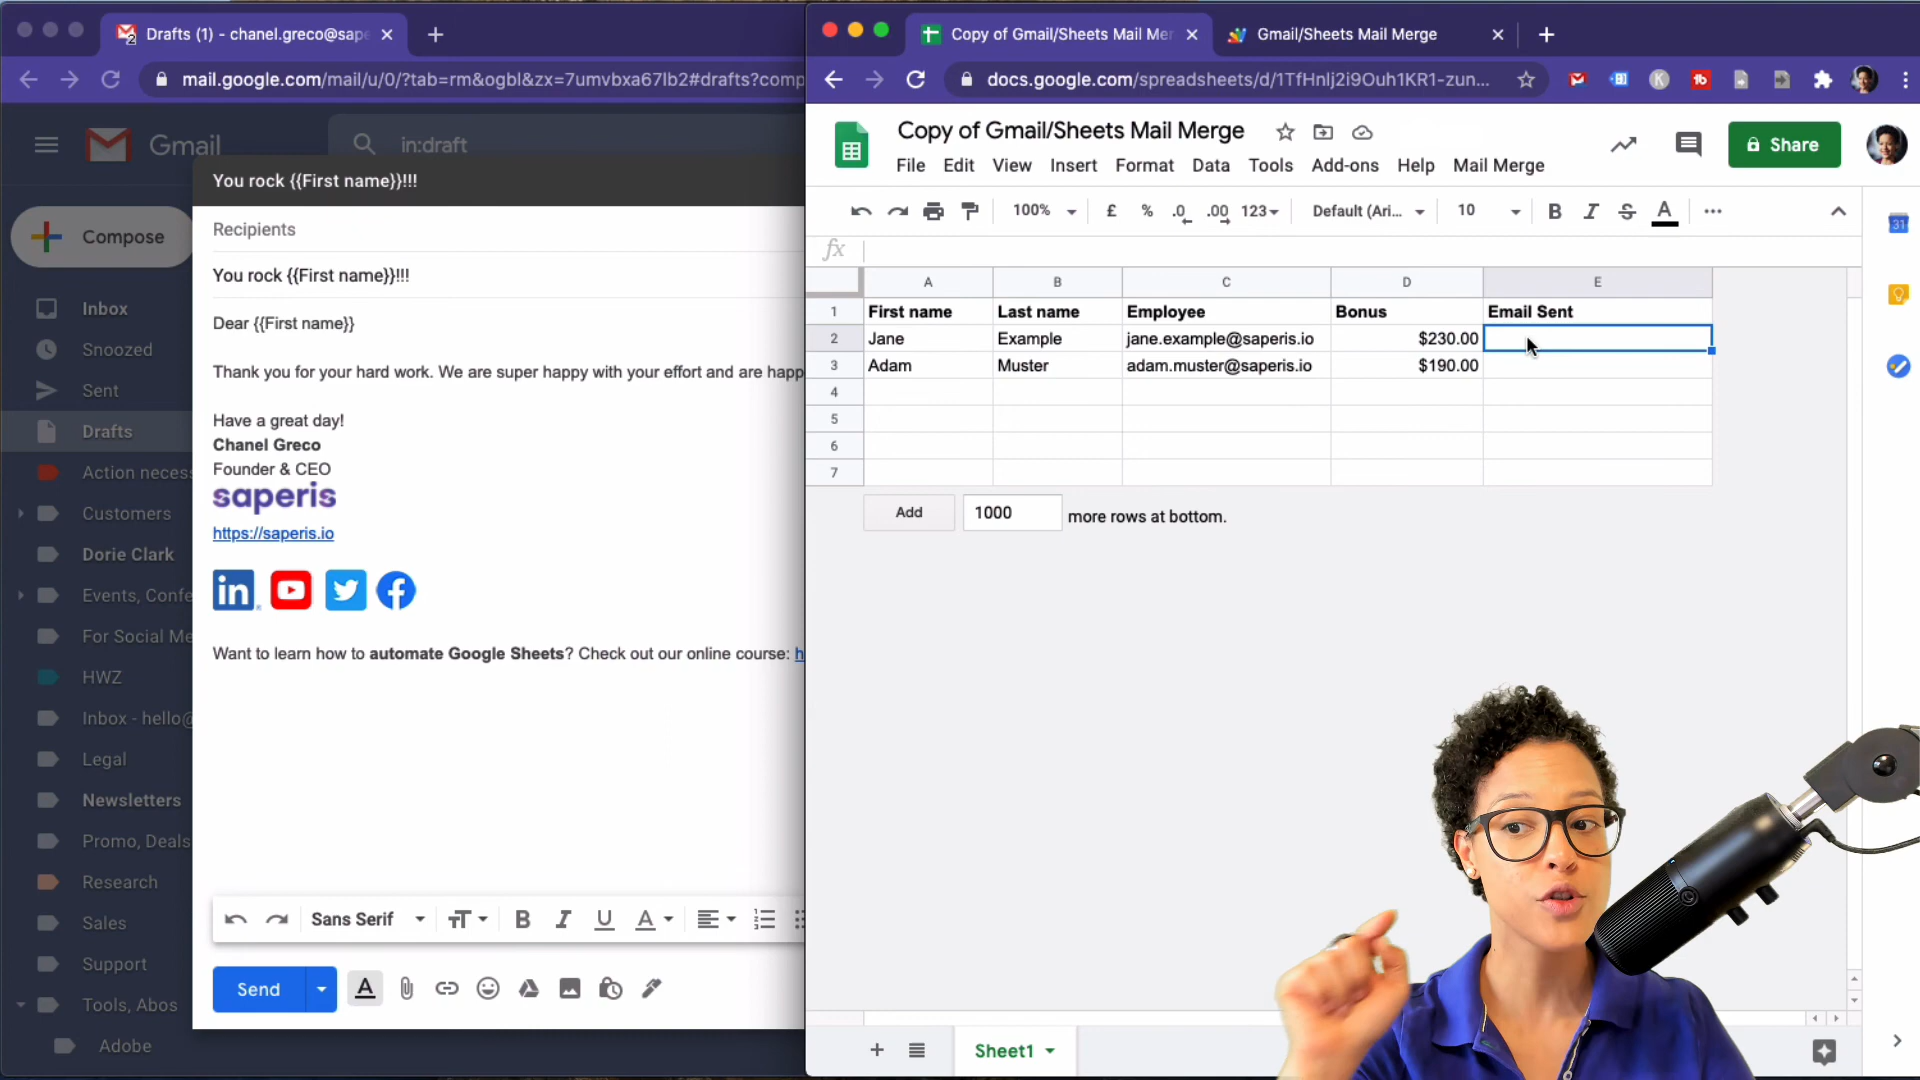 Drafts (1) - chanel.greco@sape
mail.google.com/mail/u/0/?tab=rm&ogbl&zx=7umvbxa67lb2#drafts?comp
Gmail
in:draft
Compose
Inbox
Snoozed
Sent
Drafts
Action necess
Customers
Dorie Clark
Events, Confe
For Social Me
HWZ
Inbox - hello@
Legal
Newsletters
Promo, Deals
Research
Sales
Support
Tools, Abos
Adobe
You rock {{First name}}!!!
Recipients
You rock {{First name}}!!!
Dear {{First name}}
Thank you for your hard work. We are super happy with your effort and are happ
Have a great day!
Chanel Greco
Founder & CEO
saperis
https://saperis.io
in
Want to learn how to automate Google Sheets? Check out our online course: h
Sans Serif
Send
Copy of Gmail/Sheets Mail Mer
Gmail/Sheets Mail Merge
docs.google.com/spreadsheets/d/1TfHnlj2i9Ouh1KR1-zun...
Copy of Gmail/Sheets Mail Merge
File Edit View Insert Format Data Tools Add-ons Help Mail Merge
Share
100% £ % .0 .00 123 Default (Ari... 10 B I S A
fx
A B C D E
1 First name Last name Employee Bonus Email Sent
2 Jane Example jane.example@saperis.io $230.00
3 Adam Muster adam.muster@saperis.io $190.00
4
5
6
7
Add 1000 more rows at bottom.
Sheet1
31